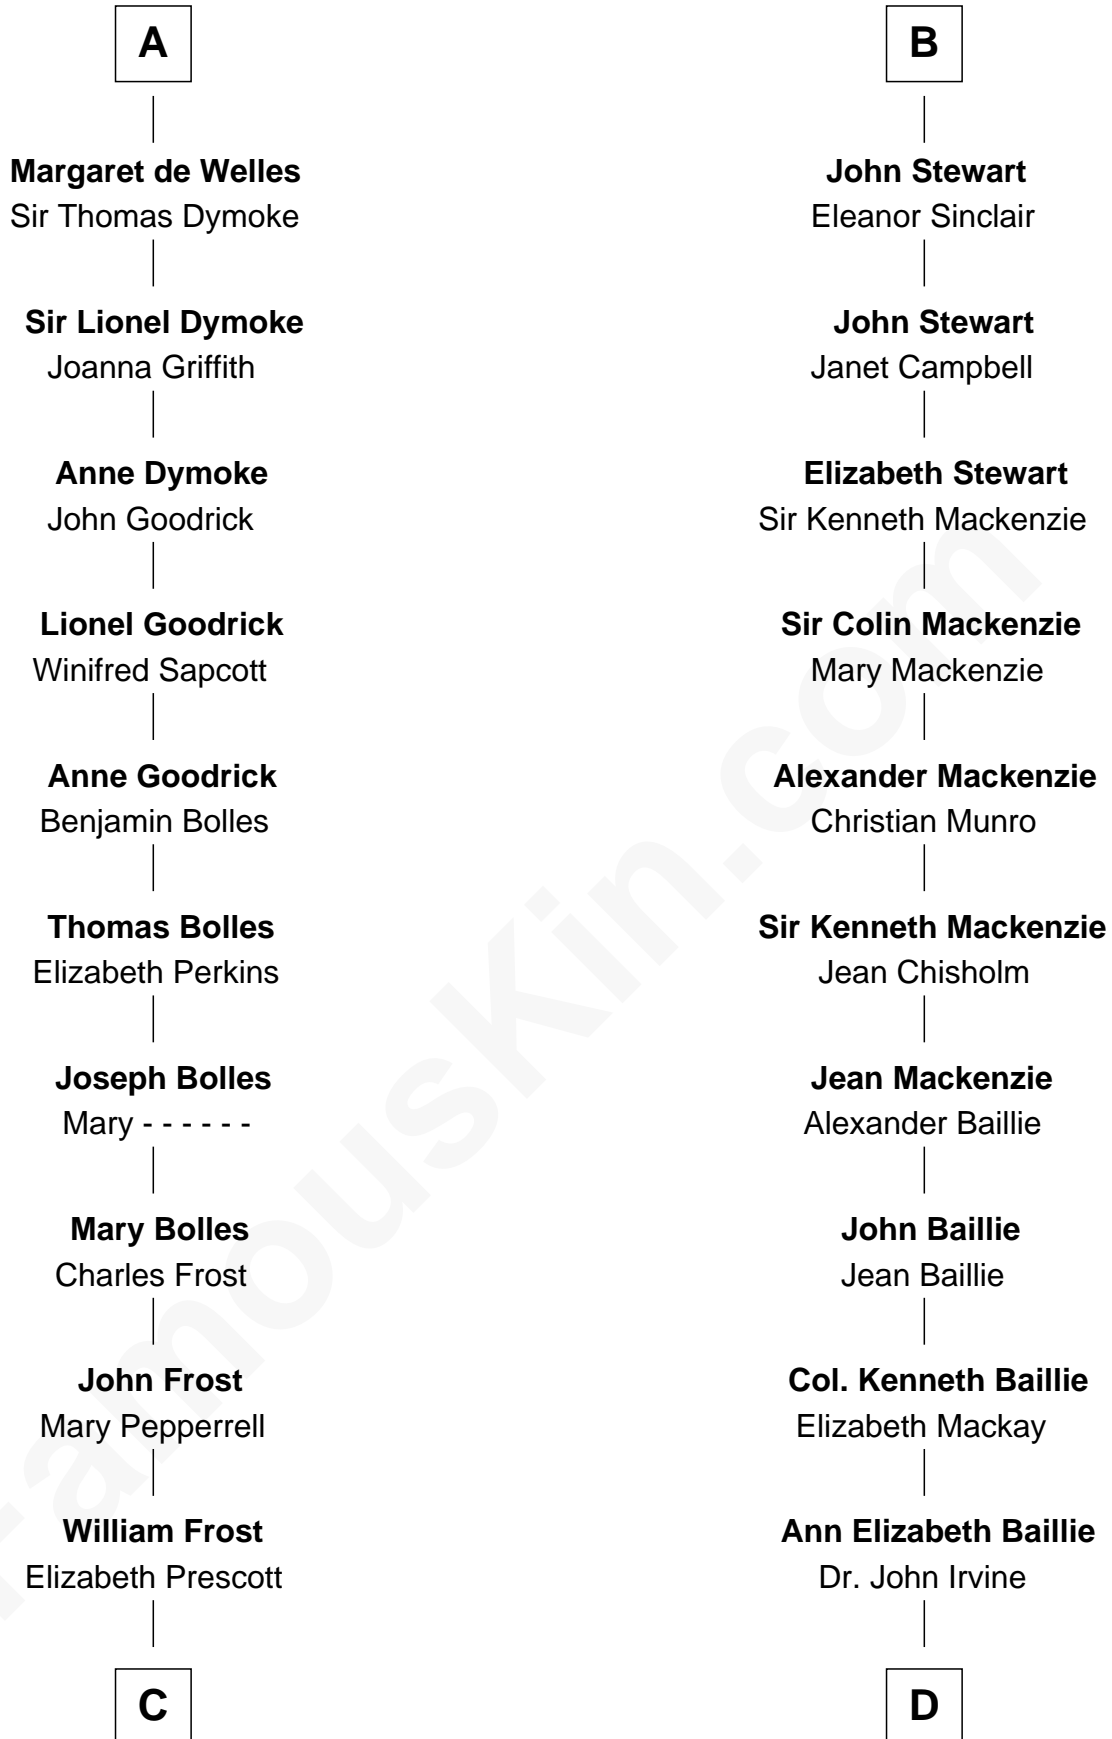 A
Margaret de Welles
Sir Thomas Dymoke
Sir Lionel Dymoke
Joanna Griffith
Anne Dymoke
John Goodrick
Lionel Goodrick
Winifred Sapcott
Anne Goodrick
Benjamin Bolles
Thomas Bolles
Elizabeth Perkins
Joseph Bolles
Mary - - - - - -
Mary Bolles
Charles Frost
John Frost
Mary Pepperrell
William Frost
Elizabeth Prescott
C
B
John Stewart
Eleanor Sinclair
John Stewart
Janet Campbell
Elizabeth Stewart
Sir Kenneth Mackenzie
Sir Colin Mackenzie
Mary Mackenzie
Alexander Mackenzie
Christian Munro
Sir Kenneth Mackenzie
Jean Chisholm
Jean Mackenzie
Alexander Baillie
John Baillie
Jean Baillie
Col. Kenneth Baillie
Elizabeth Mackay
Ann Elizabeth Baillie
Dr. John Irvine
D
FamousKin.com